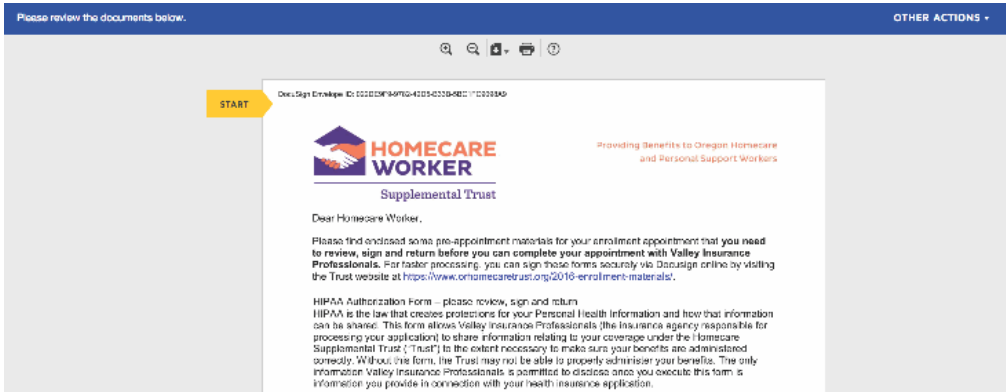 Please review the documents below.
OTHER ACTIONS
START
DocuSign Envelope ID:
HOMECARE
WORKER
Supplemental Trust
Providing Benefits to Oregon Homecare
and Personal Support Workers
Dear Homecare Worker,
Please find enclosed some pre-appointment materials for your enrollment appointment that you need
to review, sign and return before you can complete your appointment with Valley Insurance
Professionals. For faster processing, you can sign these forms securely via Docusign online by visiting
the Trust website at https://www.orhomecaretrust.org/2016-enrollment-materials/.
HIPAA Authorization Form – please review, sign and return
HIPAA is the law that creates protections for your Personal Health Information and how that information
can be shared. This form allows Valley Insurance Professionals (the insurance agency responsible for
processing your application) to share information relating to your coverage under the Homecare
Supplemental Trust ("Trust") to the extent necessary to make sure your benefits are administered
correctly. Without this form, the Trust may not be able to properly administer your benefits. The only
information Valley Insurance Professionals is permitted to disclose once you execute this form is
information you provide in connection with your health insurance application.